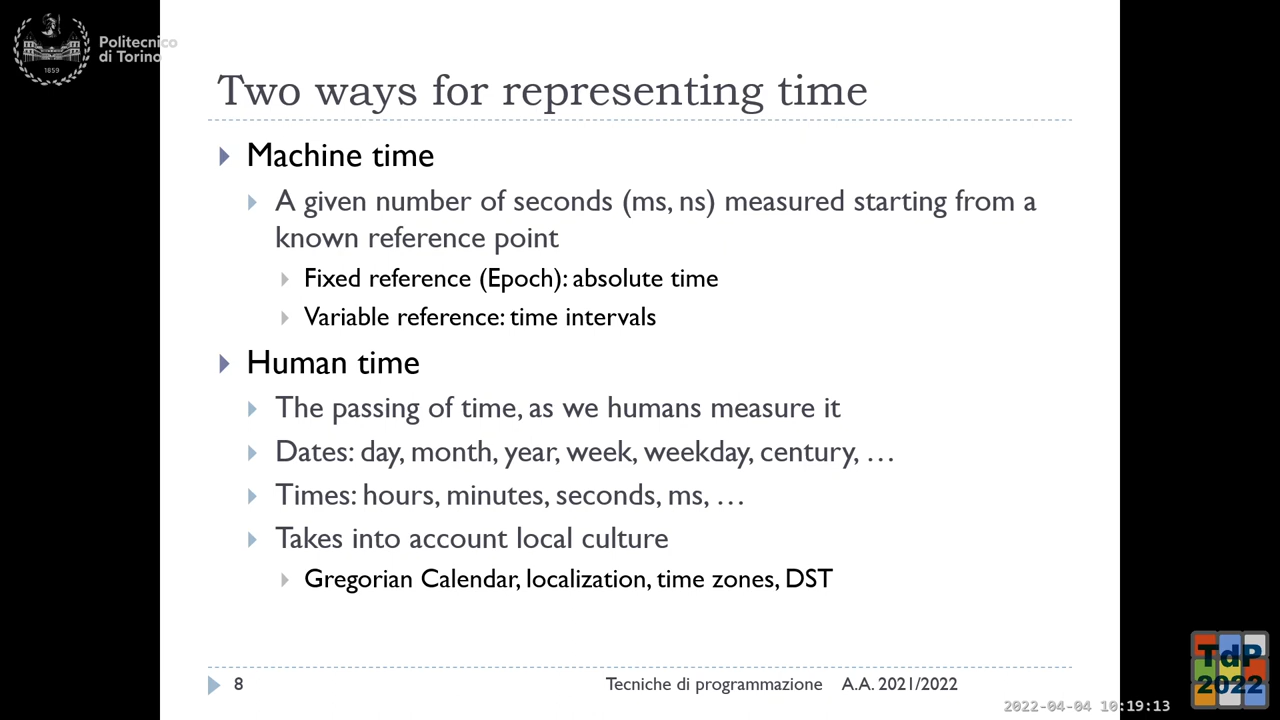 Politecnico
di Torino
1859
Two ways for representing time
Machine time
A given number of seconds (ms, ns) measured starting from a
known reference point
Fixed reference (Epoch): absolute time
Variable reference: time intervals
Human time
The passing of time, as we humans measure it
Dates: day, month, year, week, weekday, century, …
Times: hours, minutes, seconds, ms, …
Takes into account local culture
Gregorian Calendar, localization, time zones, DST
8
Tecniche di programmazione A.A. 2021/2022
2022-04-04 10:19:13
TdP
2022